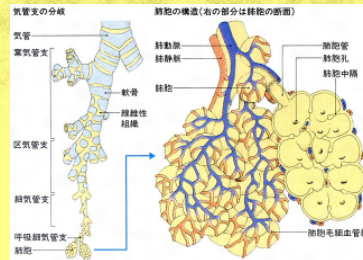 気管支の分岐
気管
葉気管支
軟骨
線維性
組織
区気管支
細気管支
呼吸細気管支
肺胞
肺胞の構造(右の部分は肺胞の断面)
肺動脈
肺静脈
肺胞
肺胞管
肺胞孔
肺胞中隔
肺胞毛細血管